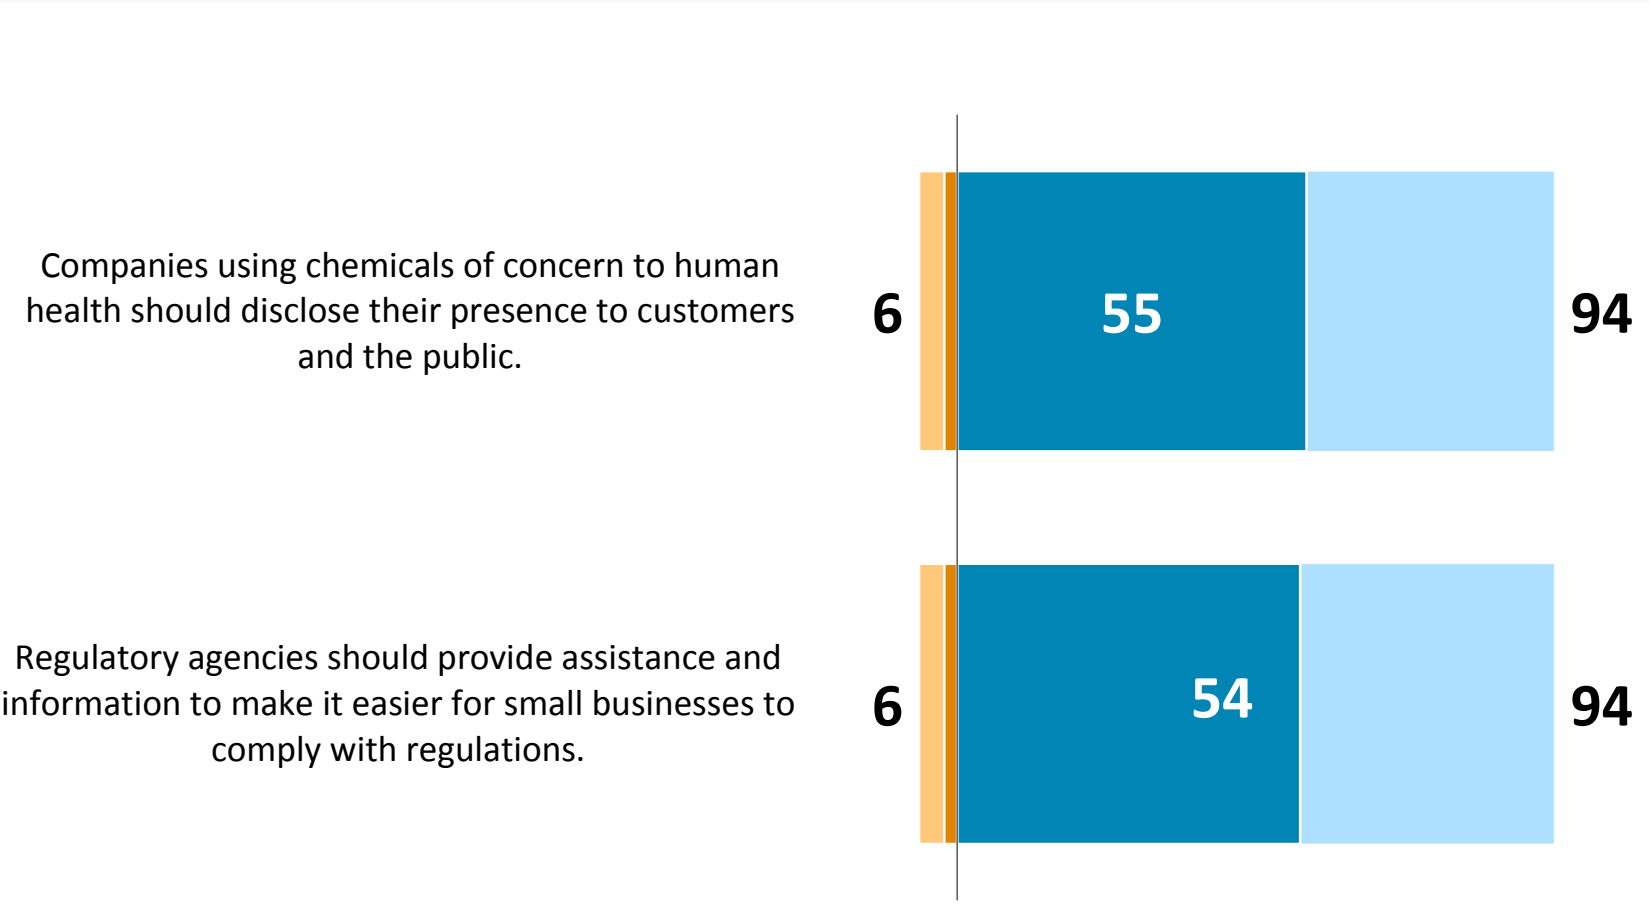 Companies using chemicals of concern to human
health should disclose their presence to customers
and the public.
6 55 94
Regulatory agencies should provide assistance and
information to make it easier for small businesses to
comply with regulations.
6 54 94